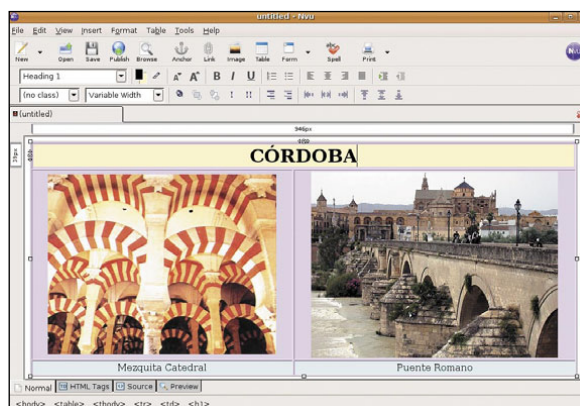 untitled - Nvu
File Edit View Insert Format Table Tools Help
New Open Save Publish Browse Anchor Link Image Table Form Spell Print
Nvu
Heading 1 A A B I U
(no class) Variable Width
(untitled)
946px
CÓRDOBA
Mezquita Catedral Puente Romano
Normal HTML Tags Source Preview
<body> <table> <tbody> <tr> <td> <h1>